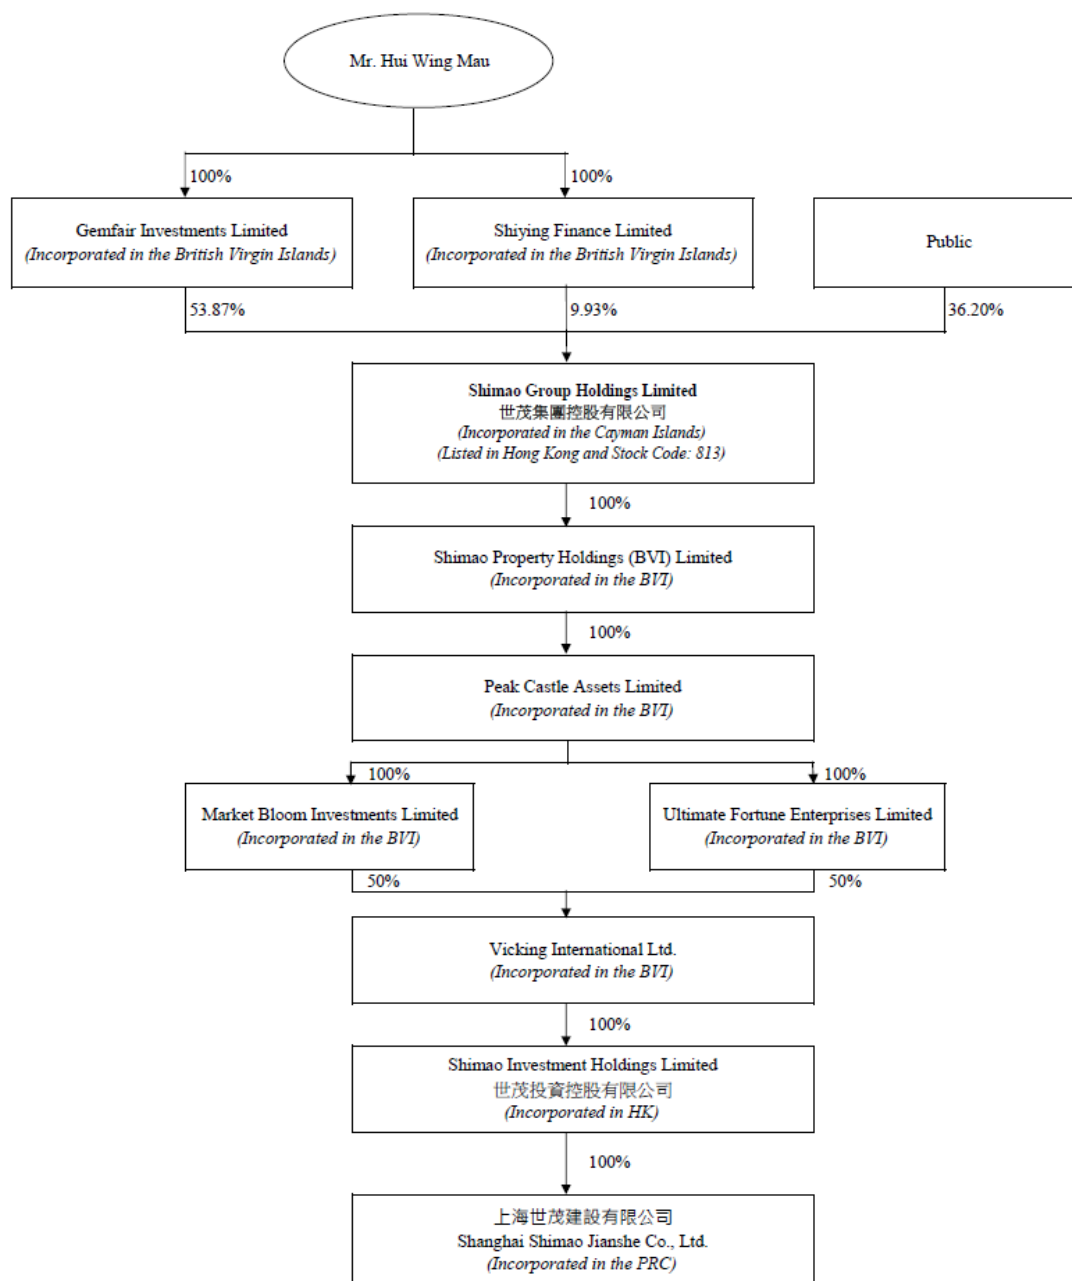 Mr. Hui Wing Mau
100%
100%
Gemfair Investments Limited
(Incorporated in the British Virgin Islands)
Shiying Finance Limited
(Incorporated in the British Virgin Islands)
Public
53.87%
9.93%
36.20%
Shimao Group Holdings Limited
世茂集團控股有限公司
(Incorporated in the Cayman Islands)
(Listed in Hong Kong and Stock Code: 813)
100%
Shimao Property Holdings (BVI) Limited
(Incorporated in the BVI)
100%
Peak Castle Assets Limited
(Incorporated in the BVI)
100%
100%
Market Bloom Investments Limited
(Incorporated in the BVI)
Ultimate Fortune Enterprises Limited
(Incorporated in the BVI)
50%
50%
Vicking International Ltd.
(Incorporated in the BVI)
100%
Shimao Investment Holdings Limited
世茂投資控股有限公司
(Incorporated in HK)
100%
上海世茂建設有限公司
Shanghai Shimao Jianshe Co., Ltd.
(Incorporated in the PRC)